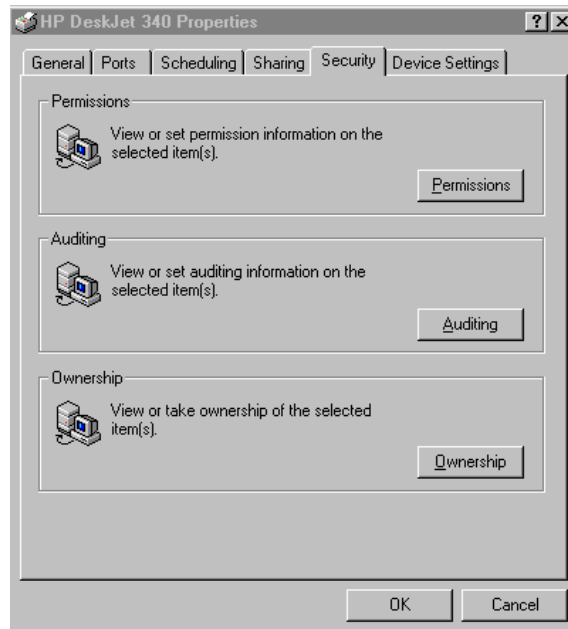 HP DeskJet 340 Properties
General Ports Scheduling Sharing Security Device Settings
Permissions
View or set permission information on the
selected item(s).
Permissions
Auditing
View or set auditing information on the
selected item(s).
Auditing
Ownership
View or take ownership of the selected
item(s).
Ownership
OK Cancel